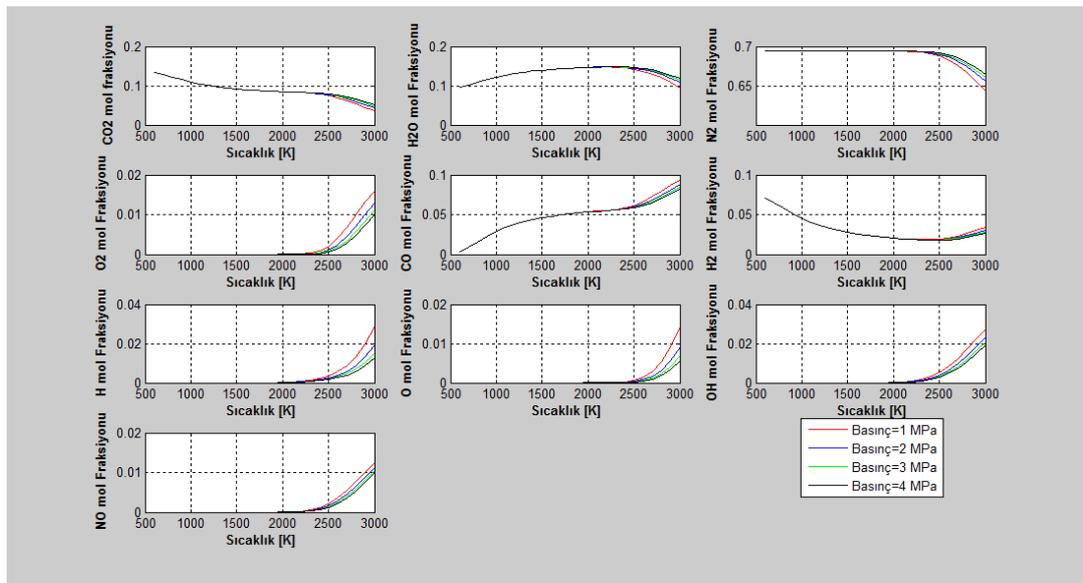 CO2 mol fraksiyonu
0.2
0.1
0
500 1000 1500 2000 2500 3000
Sıcaklık [K]
H2O mol Fraksiyonu
0.2
0.1
0
500 1000 1500 2000 2500 3000
Sıcaklık [K]
N2 mol Fraksiyonu
0.7
0.65
500 1000 1500 2000 2500 3000
Sıcaklık [K]
O2 mol Fraksiyonu
0.02
0.01
0
500 1000 1500 2000 2500 3000
Sıcaklık [K]
CO mol Fraksiyonu
0.1
0.05
0
500 1000 1500 2000 2500 3000
Sıcaklık [K]
H2 mol Fraksiyonu
0.1
0.05
0
500 1000 1500 2000 2500 3000
Sıcaklık [K]
H mol Fraksiyonu
0.04
0.02
0
500 1000 1500 2000 2500 3000
Sıcaklık [K]
O mol Fraksiyonu
0.02
0.01
0
500 1000 1500 2000 2500 3000
Sıcaklık [K]
OH mol Fraksiyonu
0.04
0.02
0
500 1000 1500 2000 2500 3000
Sıcaklık [K]
NO mol Fraksiyonu
0.02
0.01
0
500 1000 1500 2000 2500 3000
Sıcaklık [K]
Basınç=1 MPa
Basınç=2 MPa
Basınç=3 MPa
Basınç=4 MPa